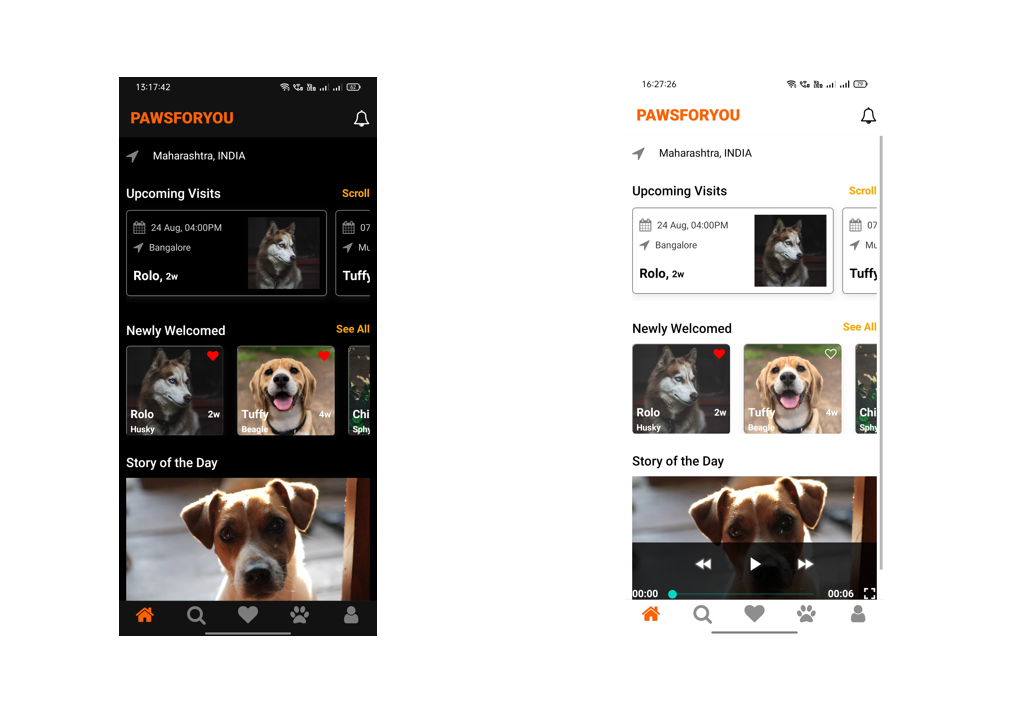 13:17:42
62
PAWSFORYOU
Maharashtra, INDIA
Upcoming Visits Scroll
24 Aug, 04:00PM 07
Bangalore Mu
Rolo, 2w Tuffy
Newly Welcomed See All
Rolo 2w Tuffy 4w Chi
Husky Beagle Sphy
Story of the Day
16:27:26
PAWSFORYOU
Maharashtra, INDIA
Upcoming Visits Scroll
24 Aug, 04:00PM 07
Bangalore Mu
Rolo, 2w Tuffy
Newly Welcomed See All
Rolo 2w Tuffy 4w Chi
Husky Beagle Sphy
Story of the Day
00:00 00:06